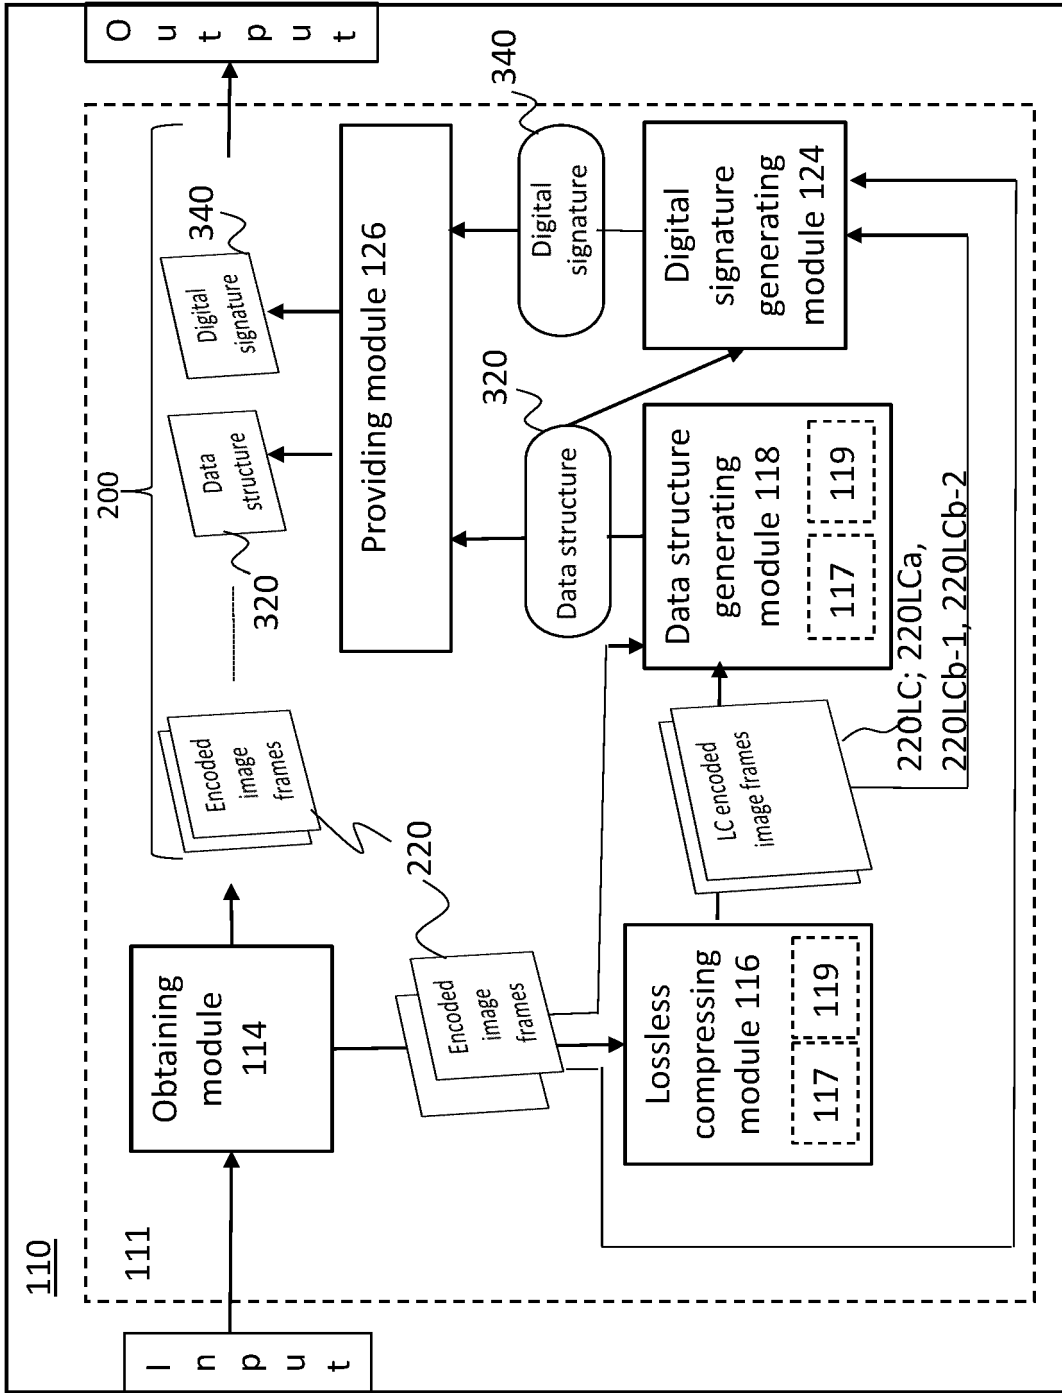 110
111
Input
Output
Obtaining
module
114
Encoded
image
frames
220
200
320
Data
structure
340
Digital
signature
Providing module 126
Encoded
image
frames
320
Data structure
340
Digital
signature
Lossless
compressing
module 116
117
119
LC encoded
image frames
220LC; 220LCa,
220LCb-1, 220LCb-2
Data structure
generating
module 118
117
119
Digital
signature
generating
module 124